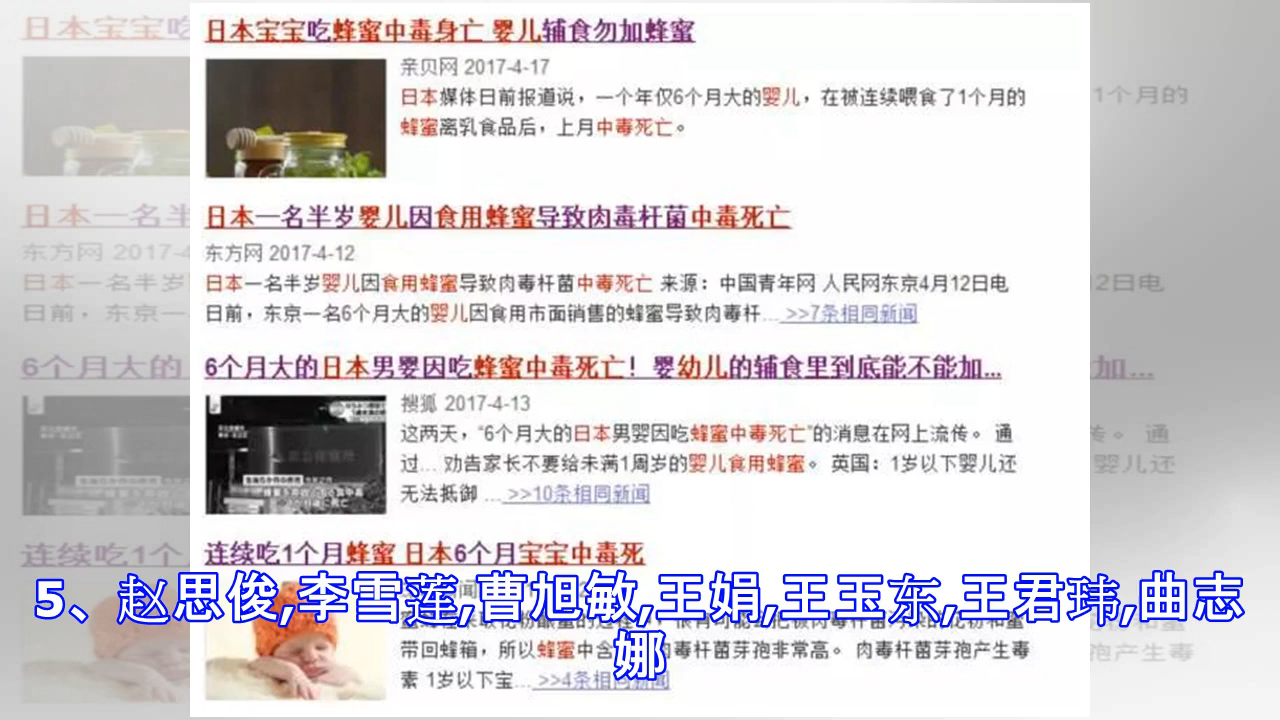 日本宝宝吃蜂蜜中毒身亡 婴儿辅食勿加蜂蜜
亲贝网 2017-4-17
日本媒体日前报道说，一个年仅6个月大的婴儿，在被连续喂食了1个月的
蜂蜜离乳食品后，上月中毒死亡。
日本一名半岁婴儿因食用蜂蜜导致肉毒杆菌中毒死亡
东方网 2017-4-12
日本一名半岁婴儿因食用蜂蜜导致肉毒杆菌中毒死亡 来源：中国青年网 人民网东京4月12日电
日前，东京一名6个月大的婴儿因食用市面销售的蜂蜜导致肉毒杆... >>7条相同新闻
6个月大的日本男婴因吃蜂蜜中毒死亡！婴幼儿的辅食里到底能不能加...
搜狐 2017-4-13
这两天，“6个月大的日本男婴因吃蜂蜜中毒死亡”的消息在网上流传。 通
过... 劝告家长不要给未满1周岁的婴儿食用蜂蜜。 英国：1岁以下婴儿还
无法抵御 ... >>10条相同新闻
连续吃1个月蜂蜜 日本6个月宝宝中毒死
5、赵思俊,李雪莲,曹旭敏,王娟,王玉东,王君玮,曲志
娜
带回蜂箱，所以蜂蜜中含 肉毒杆菌芽孢非常高。 肉毒杆菌芽孢产生毒
素 1岁以下宝... >>4条相同新闻